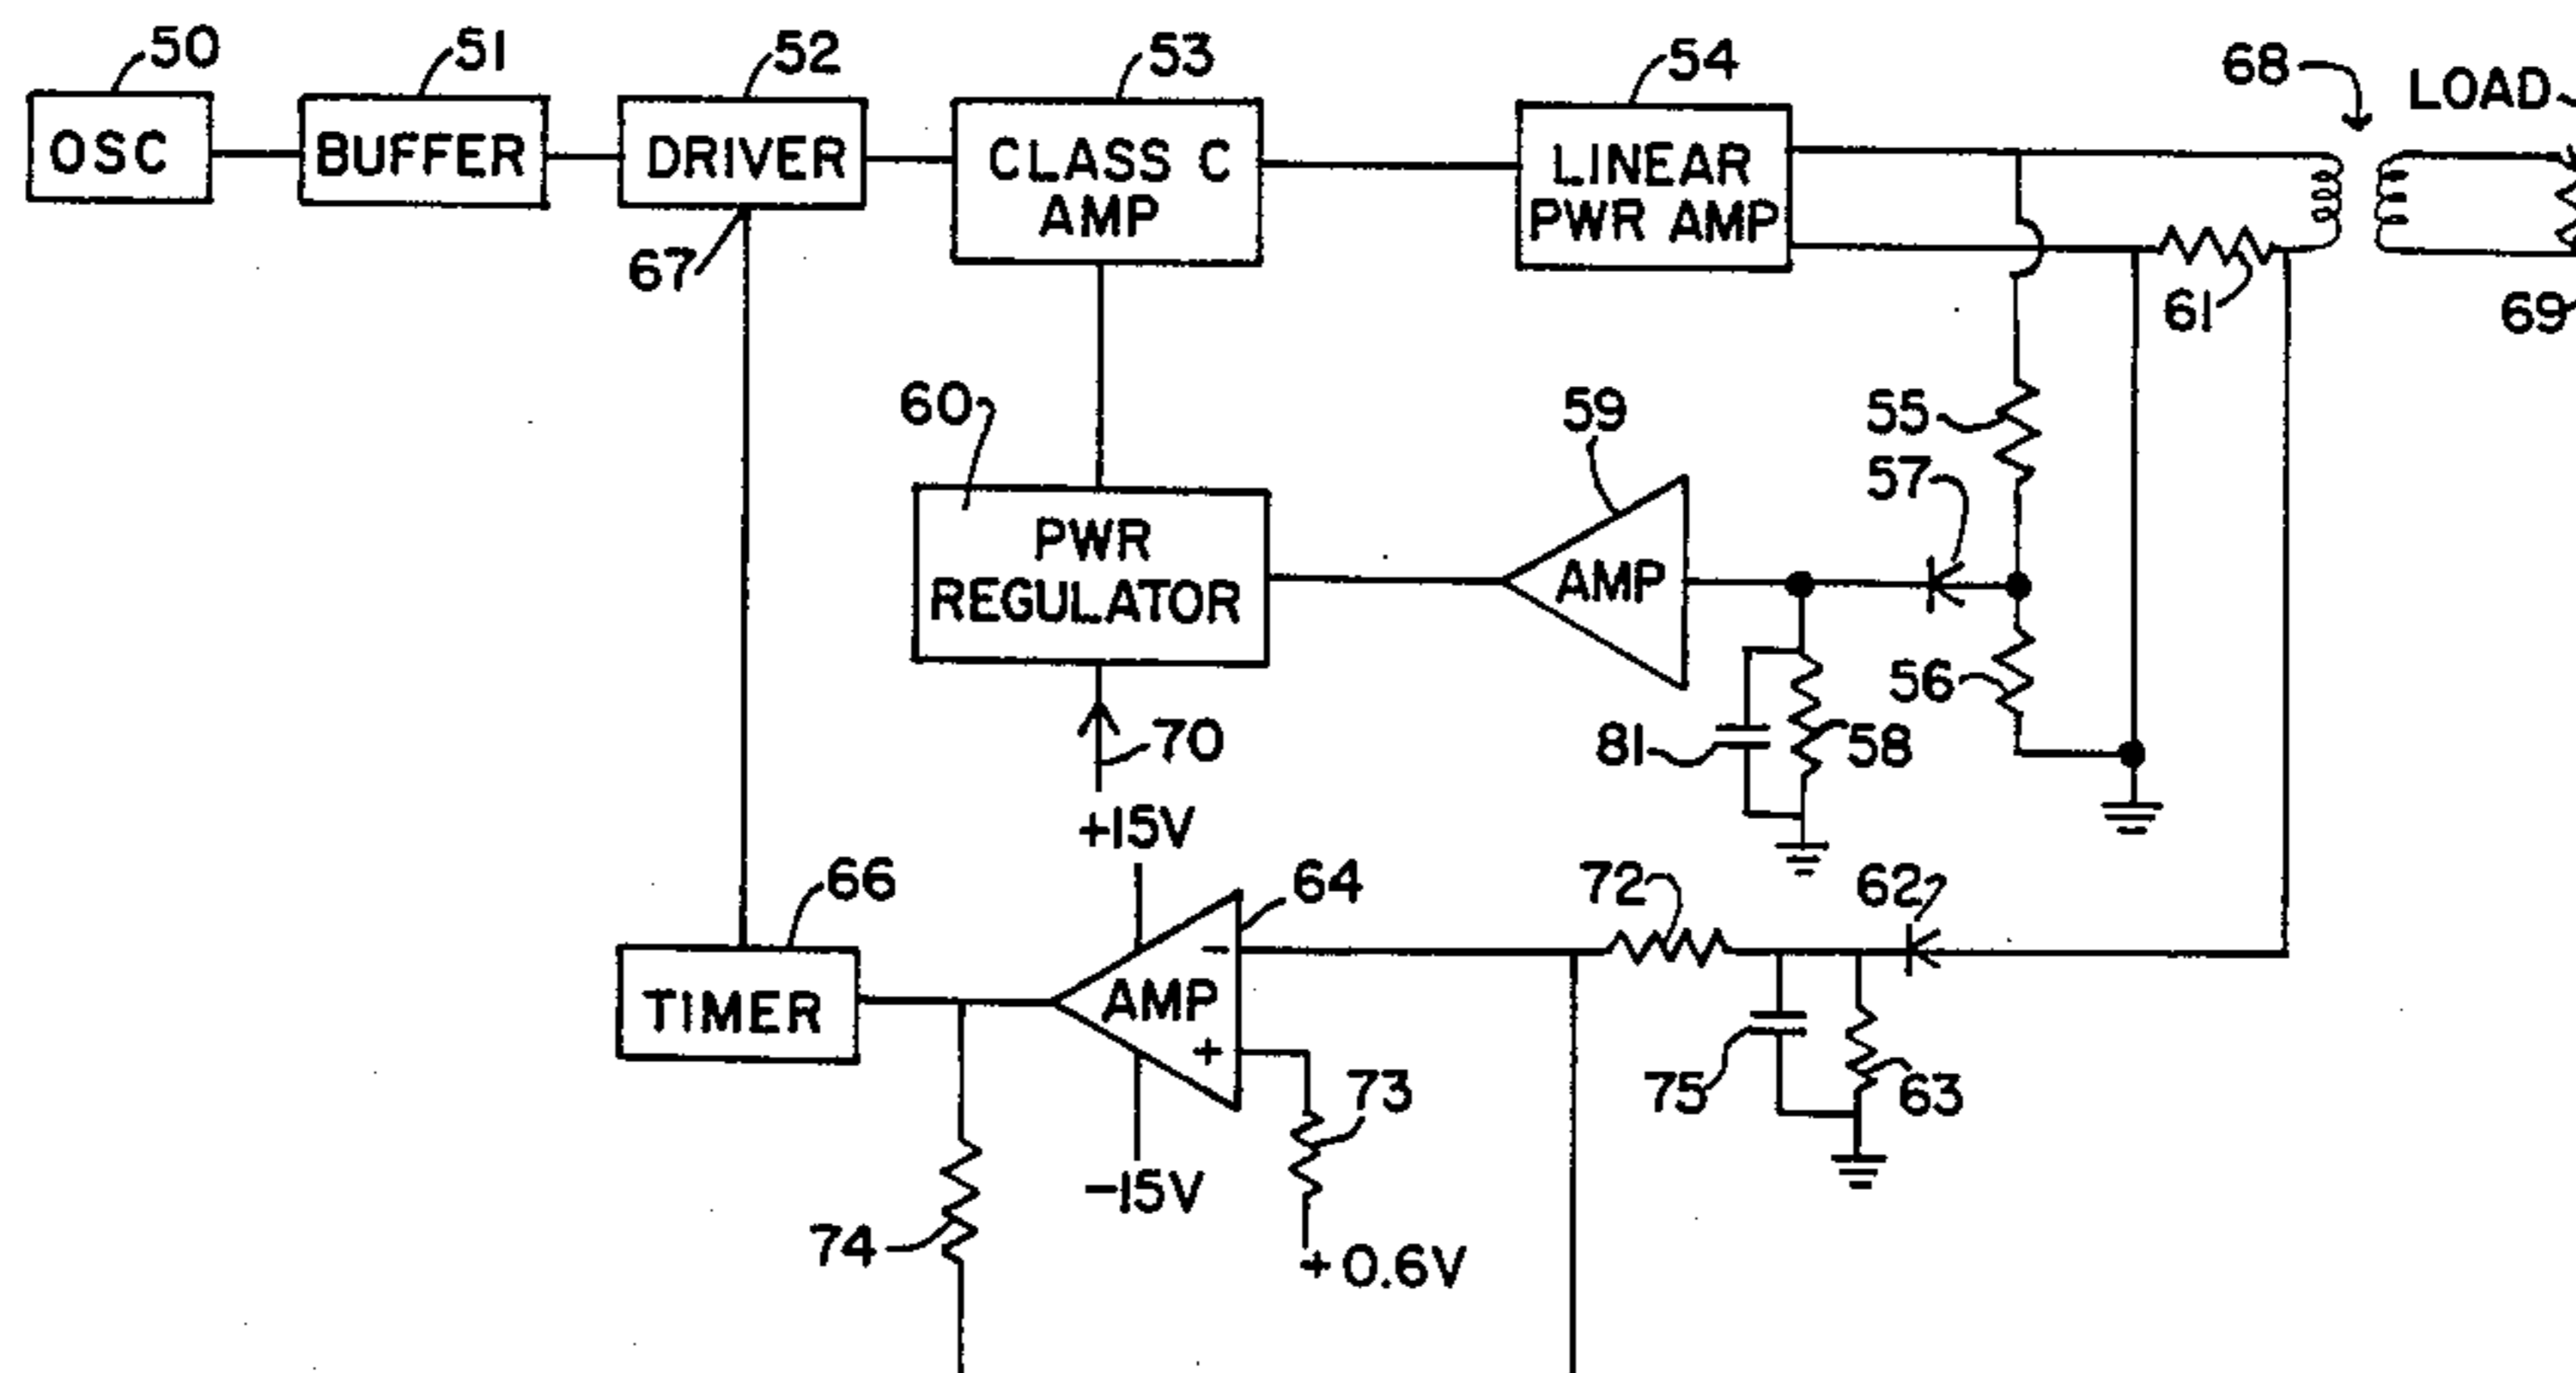 50
51
52
53
54
68
LOAD
OSC
BUFFER
DRIVER
CLASS C
AMP
LINEAR
PWR AMP
67
61
69
60
59
55
57
PWR
REGULATOR
AMP
56
70
81
58
+15V
66
64
72
62
TIMER
AMP
−
+
75
63
73
−15V
74
+0.6V